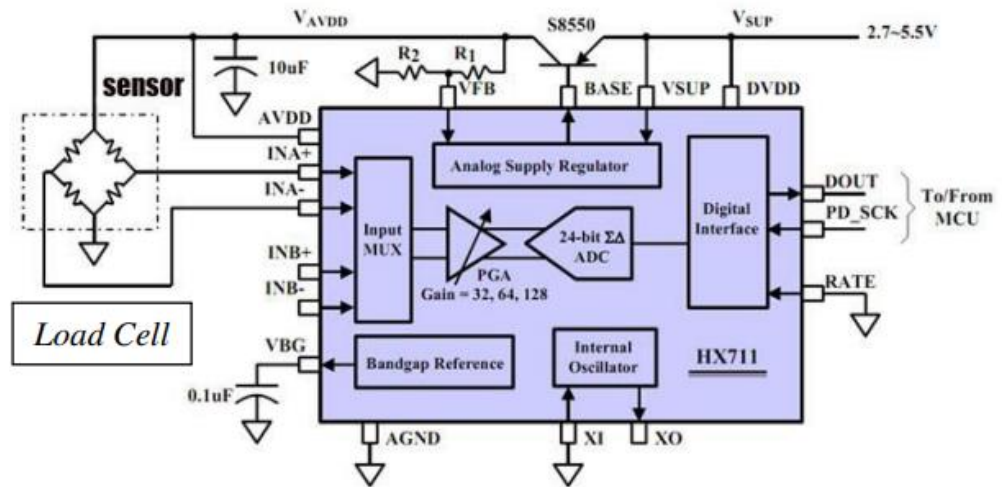 V_AVDD
S8550
V_SUP
2.7~5.5V
R2
R1
10uF
sensor
VFB
BASE
VSUP
DVDD
AVDD
INA+
INA-
Analog Supply Regulator
DOUT
PD_SCK
To/From
MCU
Input
MUX
24-bit ΣΔ
ADC
Digital
Interface
INB+
INB-
PGA
Gain = 32, 64, 128
RATE
Load Cell
VBG
Bandgap Reference
Internal
Oscillator
HX711
0.1uF
AGND
XI
XO